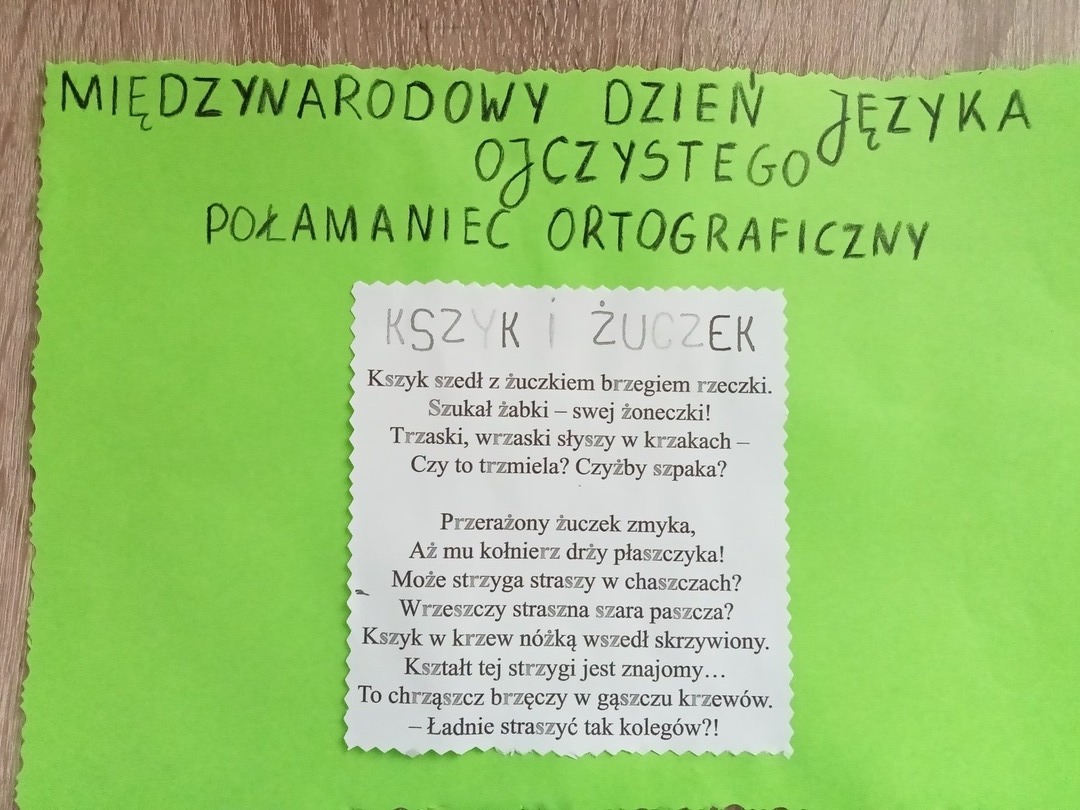 MIĘDZYNARODOWY DZIEŃ JĘZYKA
OJCZYSTEGO
POŁAMANIEC ORTOGRAFICZNY
KSZYK i ŻUCZEK
Kszyk szedł z żuczkiem brzegiem rzeczki.
Szukał żabki – swej żoneczki!
Trzaski, wrzaski słyszy w krzakach –
Czy to trzmiela? Czyżby szpaka?
Przerażony żuczek zmyka,
Aż mu kołnierz drży płaszczyka!
Może strzyga straszy w chaszczach?
Wrzeszczy straszna szara paszcza?
Kszyk w krzew nóżką wszedł skrzywiony.
Kształt tej strzygi jest znajomy…
To chrząszcz brzęczy w gąszczu krzewów.
– Ładnie straszyć tak kolegów?!